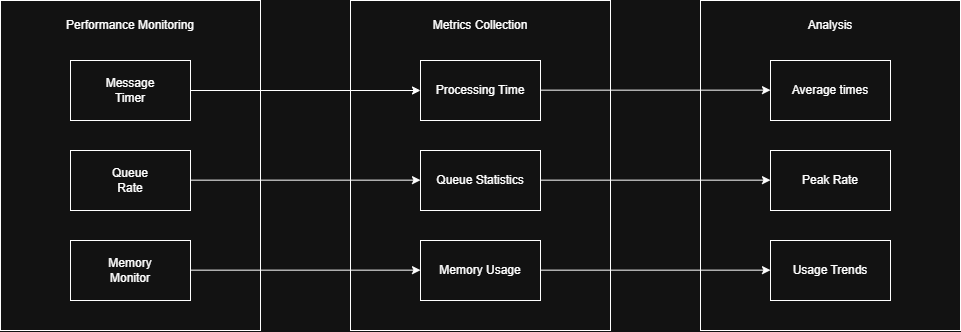 Performance Monitoring
Metrics Collection
Analysis
Message
Timer
Processing Time
Average times
Queue
Rate
Queue Statistics
Peak Rate
Memory
Monitor
Memory Usage
Usage Trends